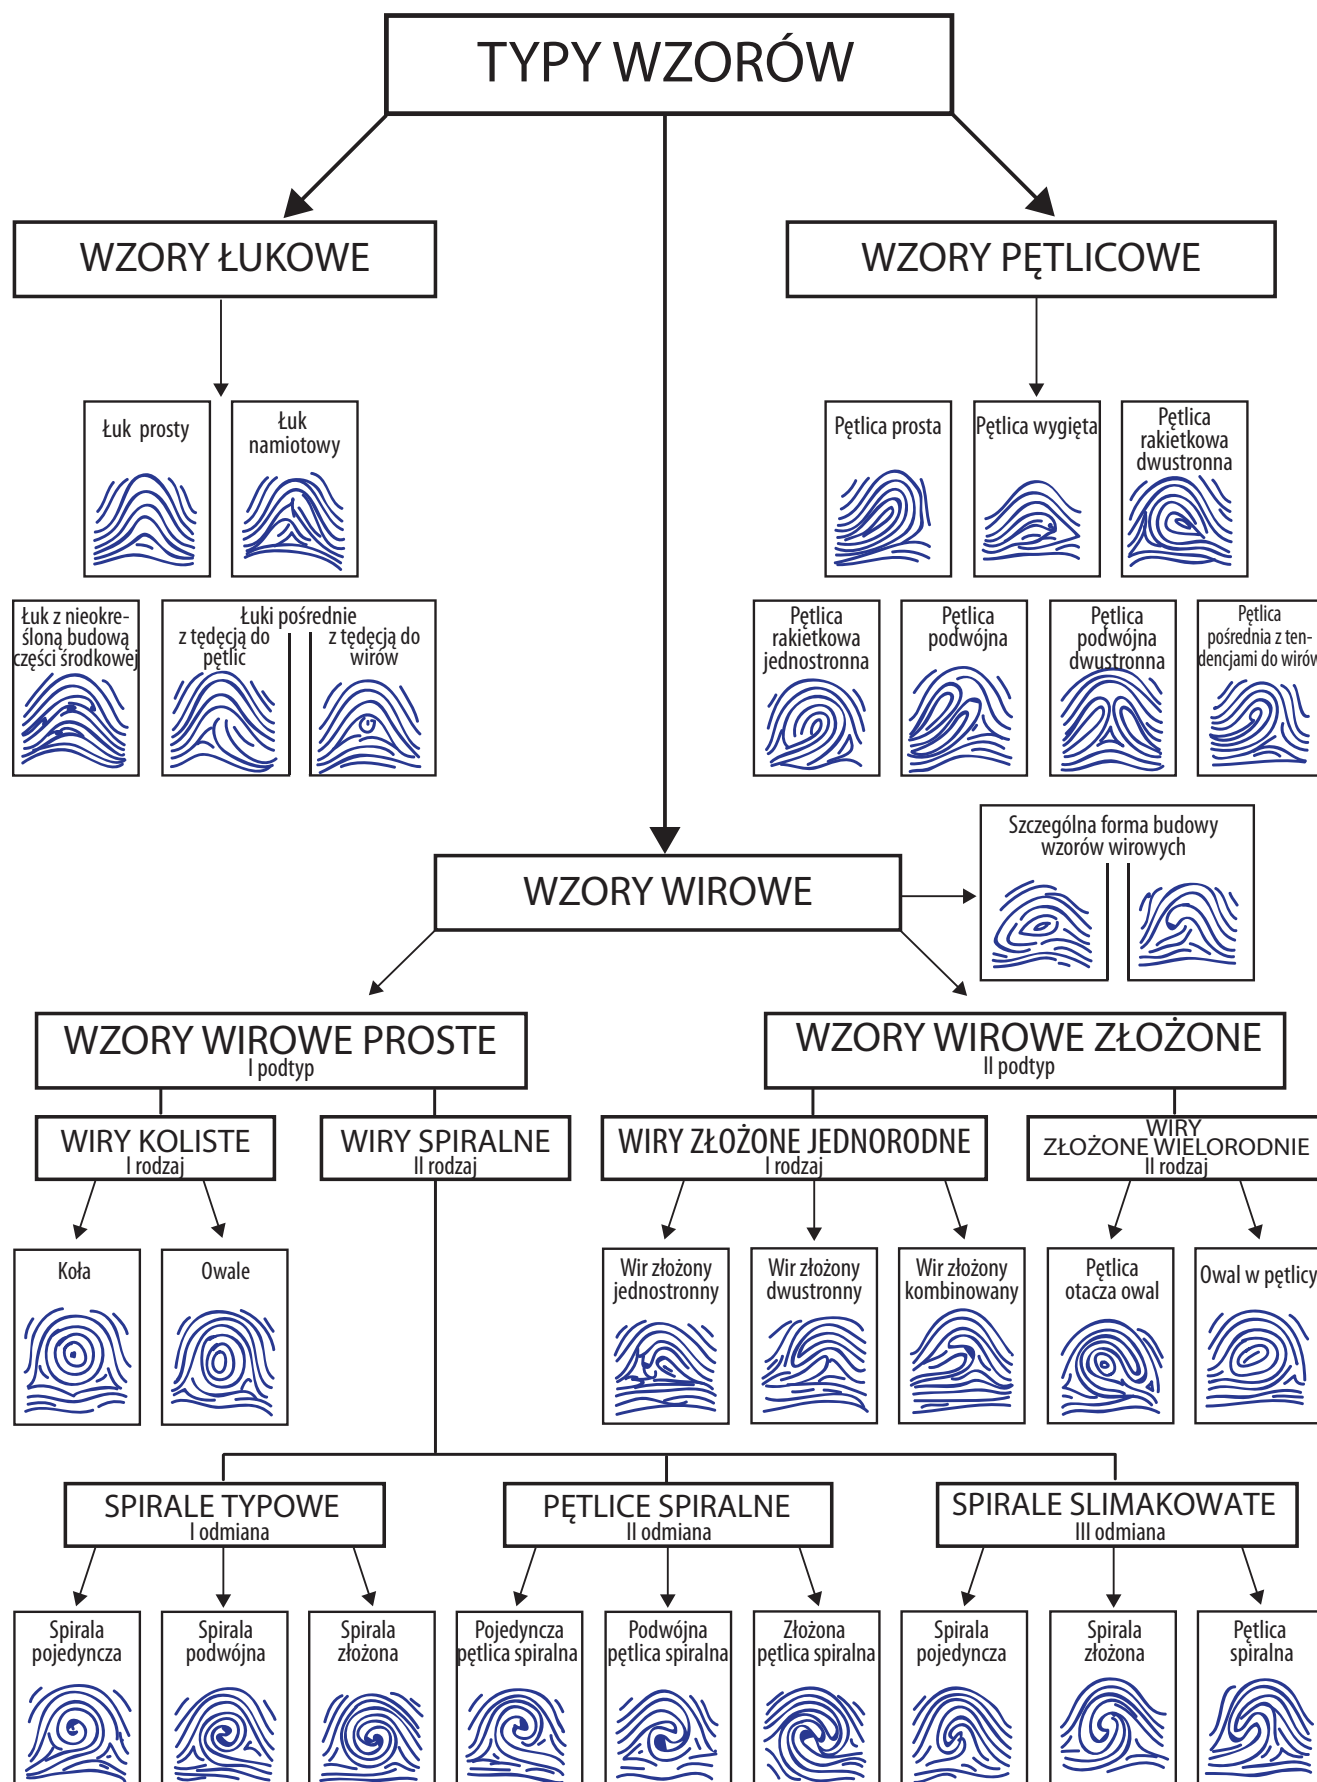 TYPY WZORÓW
WZORY ŁUKOWE
WZORY PĘTLICOWE
Łuk prosty
Łuk
namiotowy
Pętlica prosta
Pętlica wygięta
Pętlica
rakietkowa
dwustronna
Łuk z nieokre-
śloną budową
części środkowej
Łuki pośrednie
z tędęcją do
pętlic
z tędęcją do
wirów
Pętlica
rakietkowa
jednostronna
Pętlica
podwójna
Pętlica
podwójna
dwustronna
Pętlica
pośrednia z ten-
dencjami do wirów
Szczególna forma budowy
wzorów wirowych
WZORY WIROWE
WZORY WIROWE PROSTE
I podtyp
WZORY WIROWE ZŁOŻONE
II podtyp
WIRY KOLISTE
I rodzaj
WIRY SPIRALNE
II rodzaj
WIRY ZŁOŻONE JEDNORODNE
I rodzaj
WIRY
ZŁOŻONE WIELORODNIE
II rodzaj
Koła
Owale
Wir złożony
jednostronny
Wir złożony
dwustronny
Wir złożony
kombinowany
Pętlica
otacza owal
Owal w pętlicy
SPIRALE TYPOWE
I odmiana
PĘTLICE SPIRALNE
II odmiana
SPIRALE SLIMAKOWATE
III odmiana
Spirala
pojedyncza
Spirala
podwójna
Spirala
złożona
Pojedyncza
pętlica spiralna
Podwójna
pętlica spiralna
Złożona
pętlica spiralna
Spirala
pojedyncza
Spirala
złożona
Pętlica
spiralna